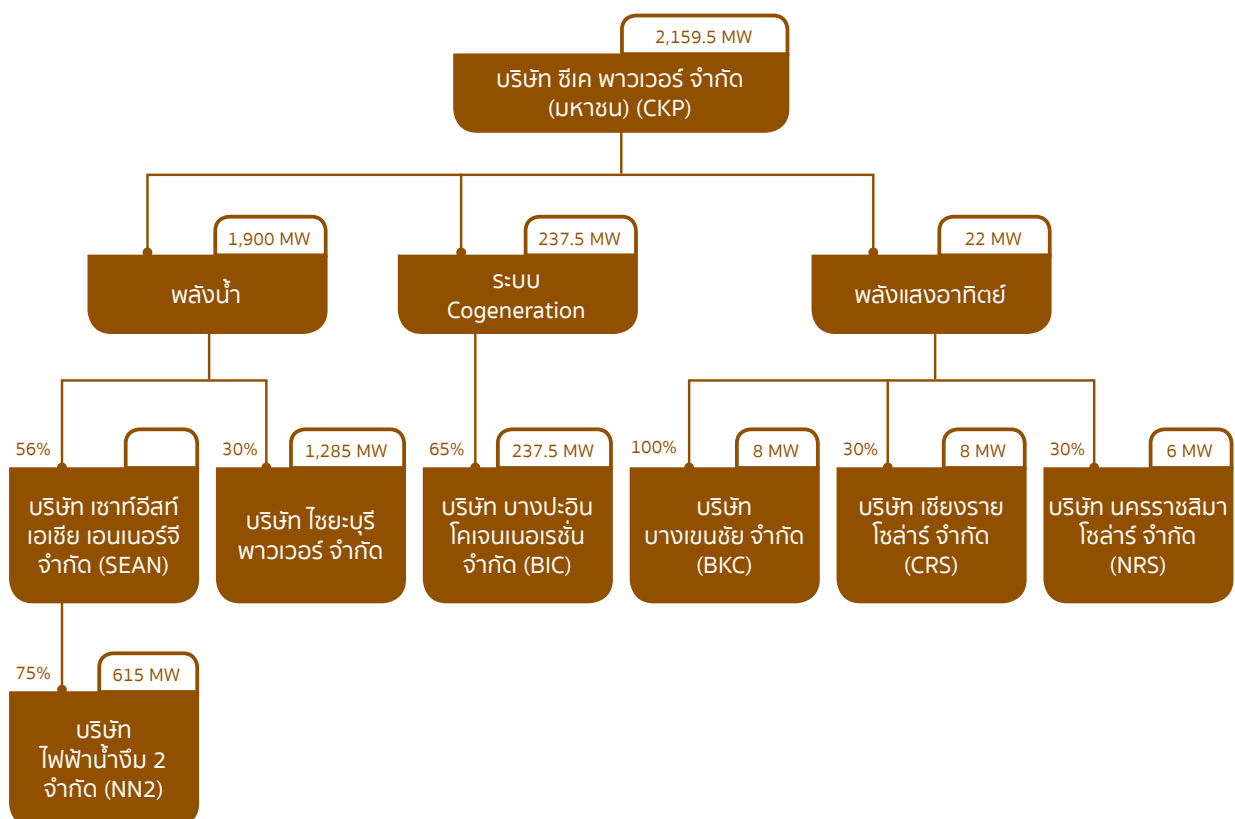 2,159.5 MW
บริษัท ซีเค พาวเวอร์ จำกัด
(มหาชน) (CKP)
1,900 MW
พลังน้ำ
237.5 MW
ระบบ
Cogeneration
22 MW
พลังแสงอาทิตย์
56%
บริษัท เซาท์อีสท์
เอเชีย เอนเนอร์จี
จำกัด (SEAN)
30%
1,285 MW
บริษัท ไซยะบุรี
พาวเวอร์ จำกัด
65%
237.5 MW
บริษัท บางปะอิน
โคเจนเนอเรชั่น
จำกัด (BIC)
100%
8 MW
บริษัท
บางเขนชัย จำกัด
(BKC)
30%
8 MW
บริษัท เชียงราย
โซล่าร์ จำกัด
(CRS)
30%
6 MW
บริษัท นครราชสิมา
โซล่าร์ จำกัด
(NRS)
75%
615 MW
บริษัท
ไฟฟ้าน้ำงึม 2
จำกัด (NN2)